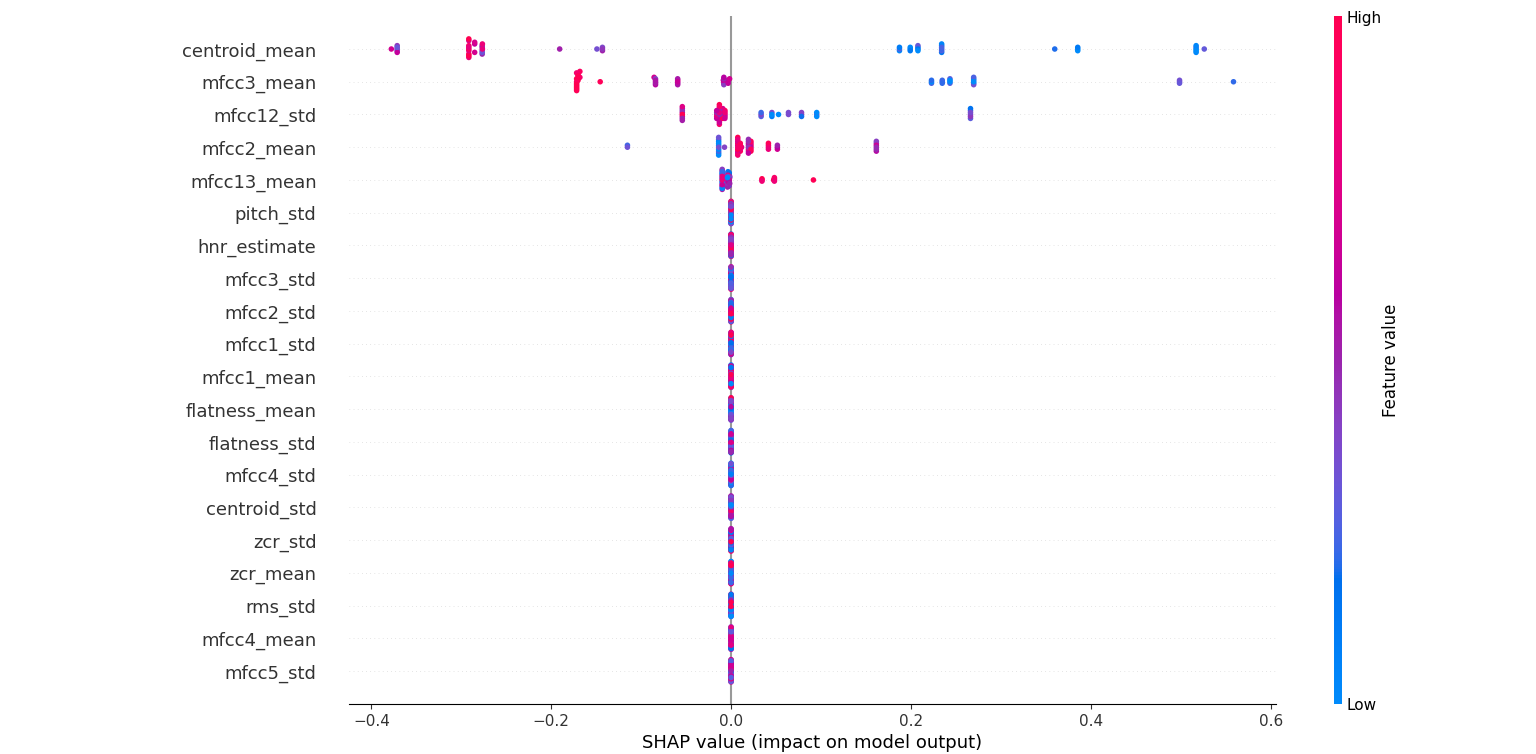 High
centroid_mean
mfcc3_mean
mfcc12_std
mfcc2_mean
mfcc13_mean
pitch_std
hnr_estimate
mfcc3_std
mfcc2_std
mfcc1_std
mfcc1_mean
flatness_mean
flatness_std
mfcc4_std
centroid_std
zcr_std
zcr_mean
rms_std
mfcc4_mean
mfcc5_std
Feature value
Low
−0.4 −0.2 0.0 0.2 0.4 0.6
SHAP value (impact on model output)